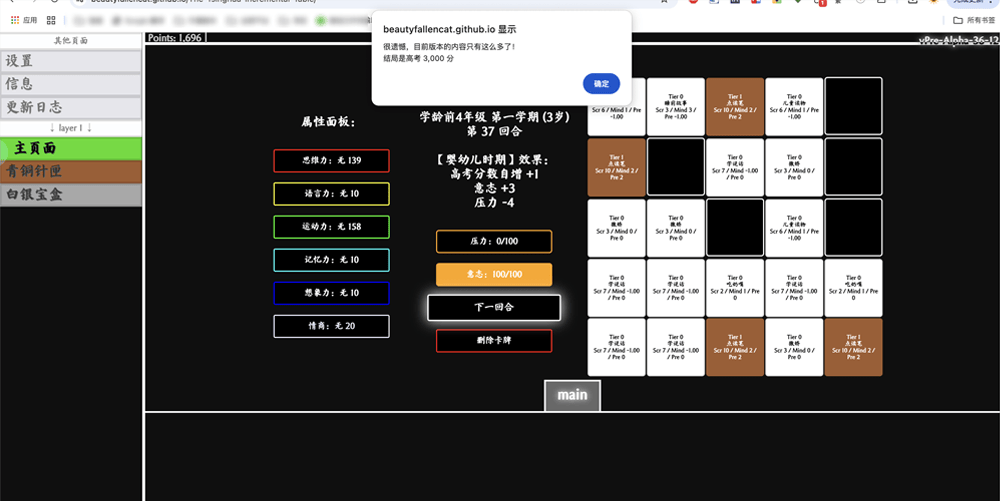 应用
所有书签
beautyfallencat.github.io 显示
很遗憾，目前版本的内容只有这么多了！
结局是高考 3,000 分
确定
其他页面
设置
信息
更新日志
↓ layer 1 ↓
主页面
青铜针匣
白银宝盒
Points: 1,696 |
vPre-Alpha-36-12
属性面板：
思维力：无 139
语言力：无 10
运动力：无 158
记忆力：无 10
想象力：无 10
情商：无 20
学龄前4年级 第一学期 (3岁)
第 37 回合
【婴幼儿时期】效果：
高考分数自增 +1
意志 +3
压力 -4
压力：0/100
意志：100/100
下一回合
删除卡牌
Scr 6 / Mind 1 / Pre
-1.00
Tier 0
睡前故事
Scr 3 / Mind 3 /
Pre -1.00
Tier 1
点读笔
Scr 10 / Mind 2 /
Pre 2
Tier 0
儿童读物
Scr 6 / Mind 1 / Pre
-1.00
Tier 1
点读笔
Scr 10 / Mind 2 /
Pre 2
Tier 0
学说话
Scr 7 / Mind -1.00
/ Pre 0
Tier 0
微娇
Scr 3 / Mind 0 /
Pre 0
Tier 0
Scr 3 / Mind 0 /
Pre 0
Tier 0
Scr 3 / Mind 0 /
Pre 0
Tier 0
儿童读物
Scr 6 / Mind 1 / Pre
-1.00
Tier 0
学说话
Scr 7 / Mind -1.00
/ Pre 0
Tier 0
学说话
Scr 7 / Mind -1.00
/ Pre 0
Tier 0
吃奶嘴
Scr 2 / Mind 1 / Pre
0
Tier 0
学说话
Scr 7 / Mind -1.00
/ Pre 0
Tier 0
吃奶嘴
Scr 2 / Mind 1 / Pre
0
Tier 0
学说话
Scr 7 / Mind -1.00
/ Pre 0
Tier 0
学说话
Scr 7 / Mind -1.00
/ Pre 0
Tier 1
点读笔
Scr 10 / Mind 2 /
Pre 2
Tier 0
Scr 3 / Mind 0 /
Pre 0
Tier 1
点读笔
Scr 10 / Mind 2 /
Pre 2
main